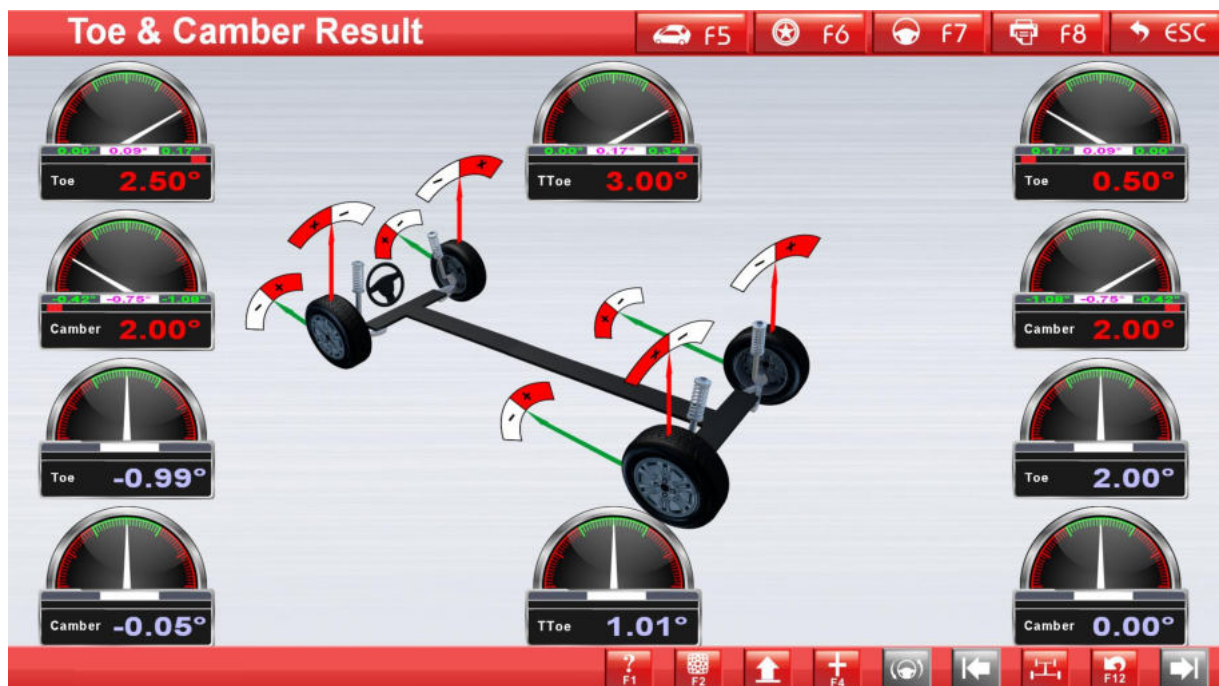 Toe & Camber Result
F5
F6
F7
F8
ESC
0.00° 0.09° 0.17°
Toe 2.50°
0.00° 0.17° 0.34°
TToe 3.00°
0.17° 0.09° 0.00°
Toe 0.50°
-0.42° -0.75° -1.08°
Camber 2.00°
-1.08° -0.75° -0.42°
Camber 2.00°
Toe -0.99°
Toe 2.00°
Camber -0.05°
TToe 1.01°
Camber 0.00°
? F1
F2
F4
F12